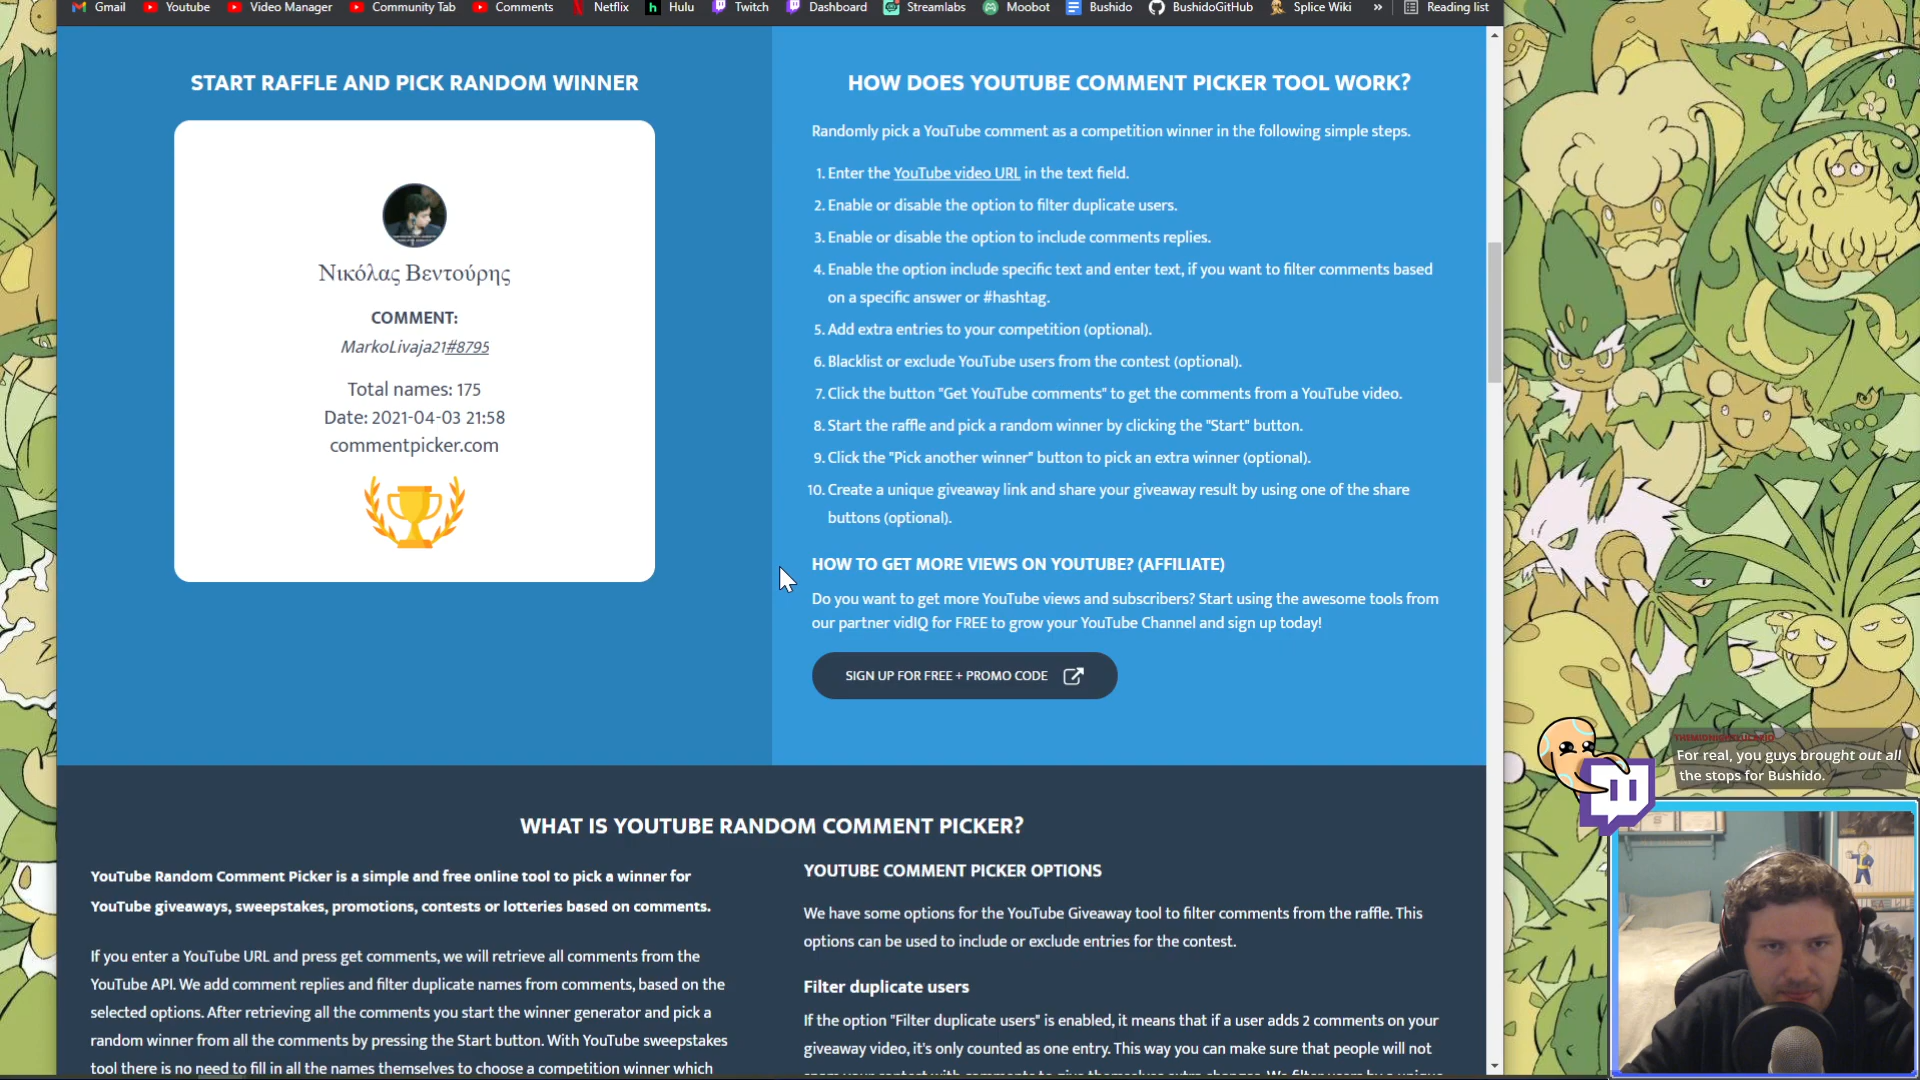 Gmail
Youtube
Video Manager
Community Tab
Comments
Netflix
Hulu
Twitch
Dashboard
Streamlabs
Moobot
Bushido
BushidoGitHub
Splice Wiki
»
Reading list
START RAFFLE AND PICK RANDOM WINNER
Νικόλας Βεντούρης
COMMENT:
MarkoLivaja21#8795
Total names: 175
Date: 2021-04-03 21:58
commentpicker.com
HOW DOES YOUTUBE COMMENT PICKER TOOL WORK?
Randomly pick a YouTube comment as a competition winner in the following simple steps.
1. Enter the YouTube video URL in the text field.
2. Enable or disable the option to filter duplicate users.
3. Enable or disable the option to include comments replies.
4. Enable the option include specific text and enter text, if you want to filter comments based
on a specific answer or #hashtag.
5. Add extra entries to your competition (optional).
6. Blacklist or exclude YouTube users from the contest (optional).
7. Click the button "Get YouTube comments" to get the comments from a YouTube video.
8. Start the raffle and pick a random winner by clicking the "Start" button.
9. Click the "Pick another winner" button to pick an extra winner (optional).
10. Create a unique giveaway link and share your giveaway result by using one of the share
buttons (optional).
HOW TO GET MORE VIEWS ON YOUTUBE? (AFFILIATE)
Do you want to get more YouTube views and subscribers? Start using the awesome tools from
our partner vidIQ for FREE to grow your YouTube Channel and sign up today!
SIGN UP FOR FREE + PROMO CODE
WHAT IS YOUTUBE RANDOM COMMENT PICKER?
YouTube Random Comment Picker is a simple and free online tool to pick a winner for
YouTube giveaways, sweepstakes, promotions, contests or lotteries based on comments.
If you enter a YouTube URL and press get comments, we will retrieve all comments from the
YouTube API. We add comment replies and filter duplicate names from comments, based on the
selected options. After retrieving all the comments you start the winner generator and pick a
random winner from all the comments by pressing the Start button. With YouTube sweepstakes
tool there is no need to fill in all the names themselves to choose a competition winner which
YOUTUBE COMMENT PICKER OPTIONS
We have some options for the YouTube Giveaway tool to filter comments from the raffle. This
options can be used to include or exclude entries for the contest.
Filter duplicate users
If the option "Filter duplicate users" is enabled, it means that if a user adds 2 comments on your
giveaway video, it's only counted as one entry. This way you can make sure that people will not
For real, you guys brought out all
the stops for Bushido.